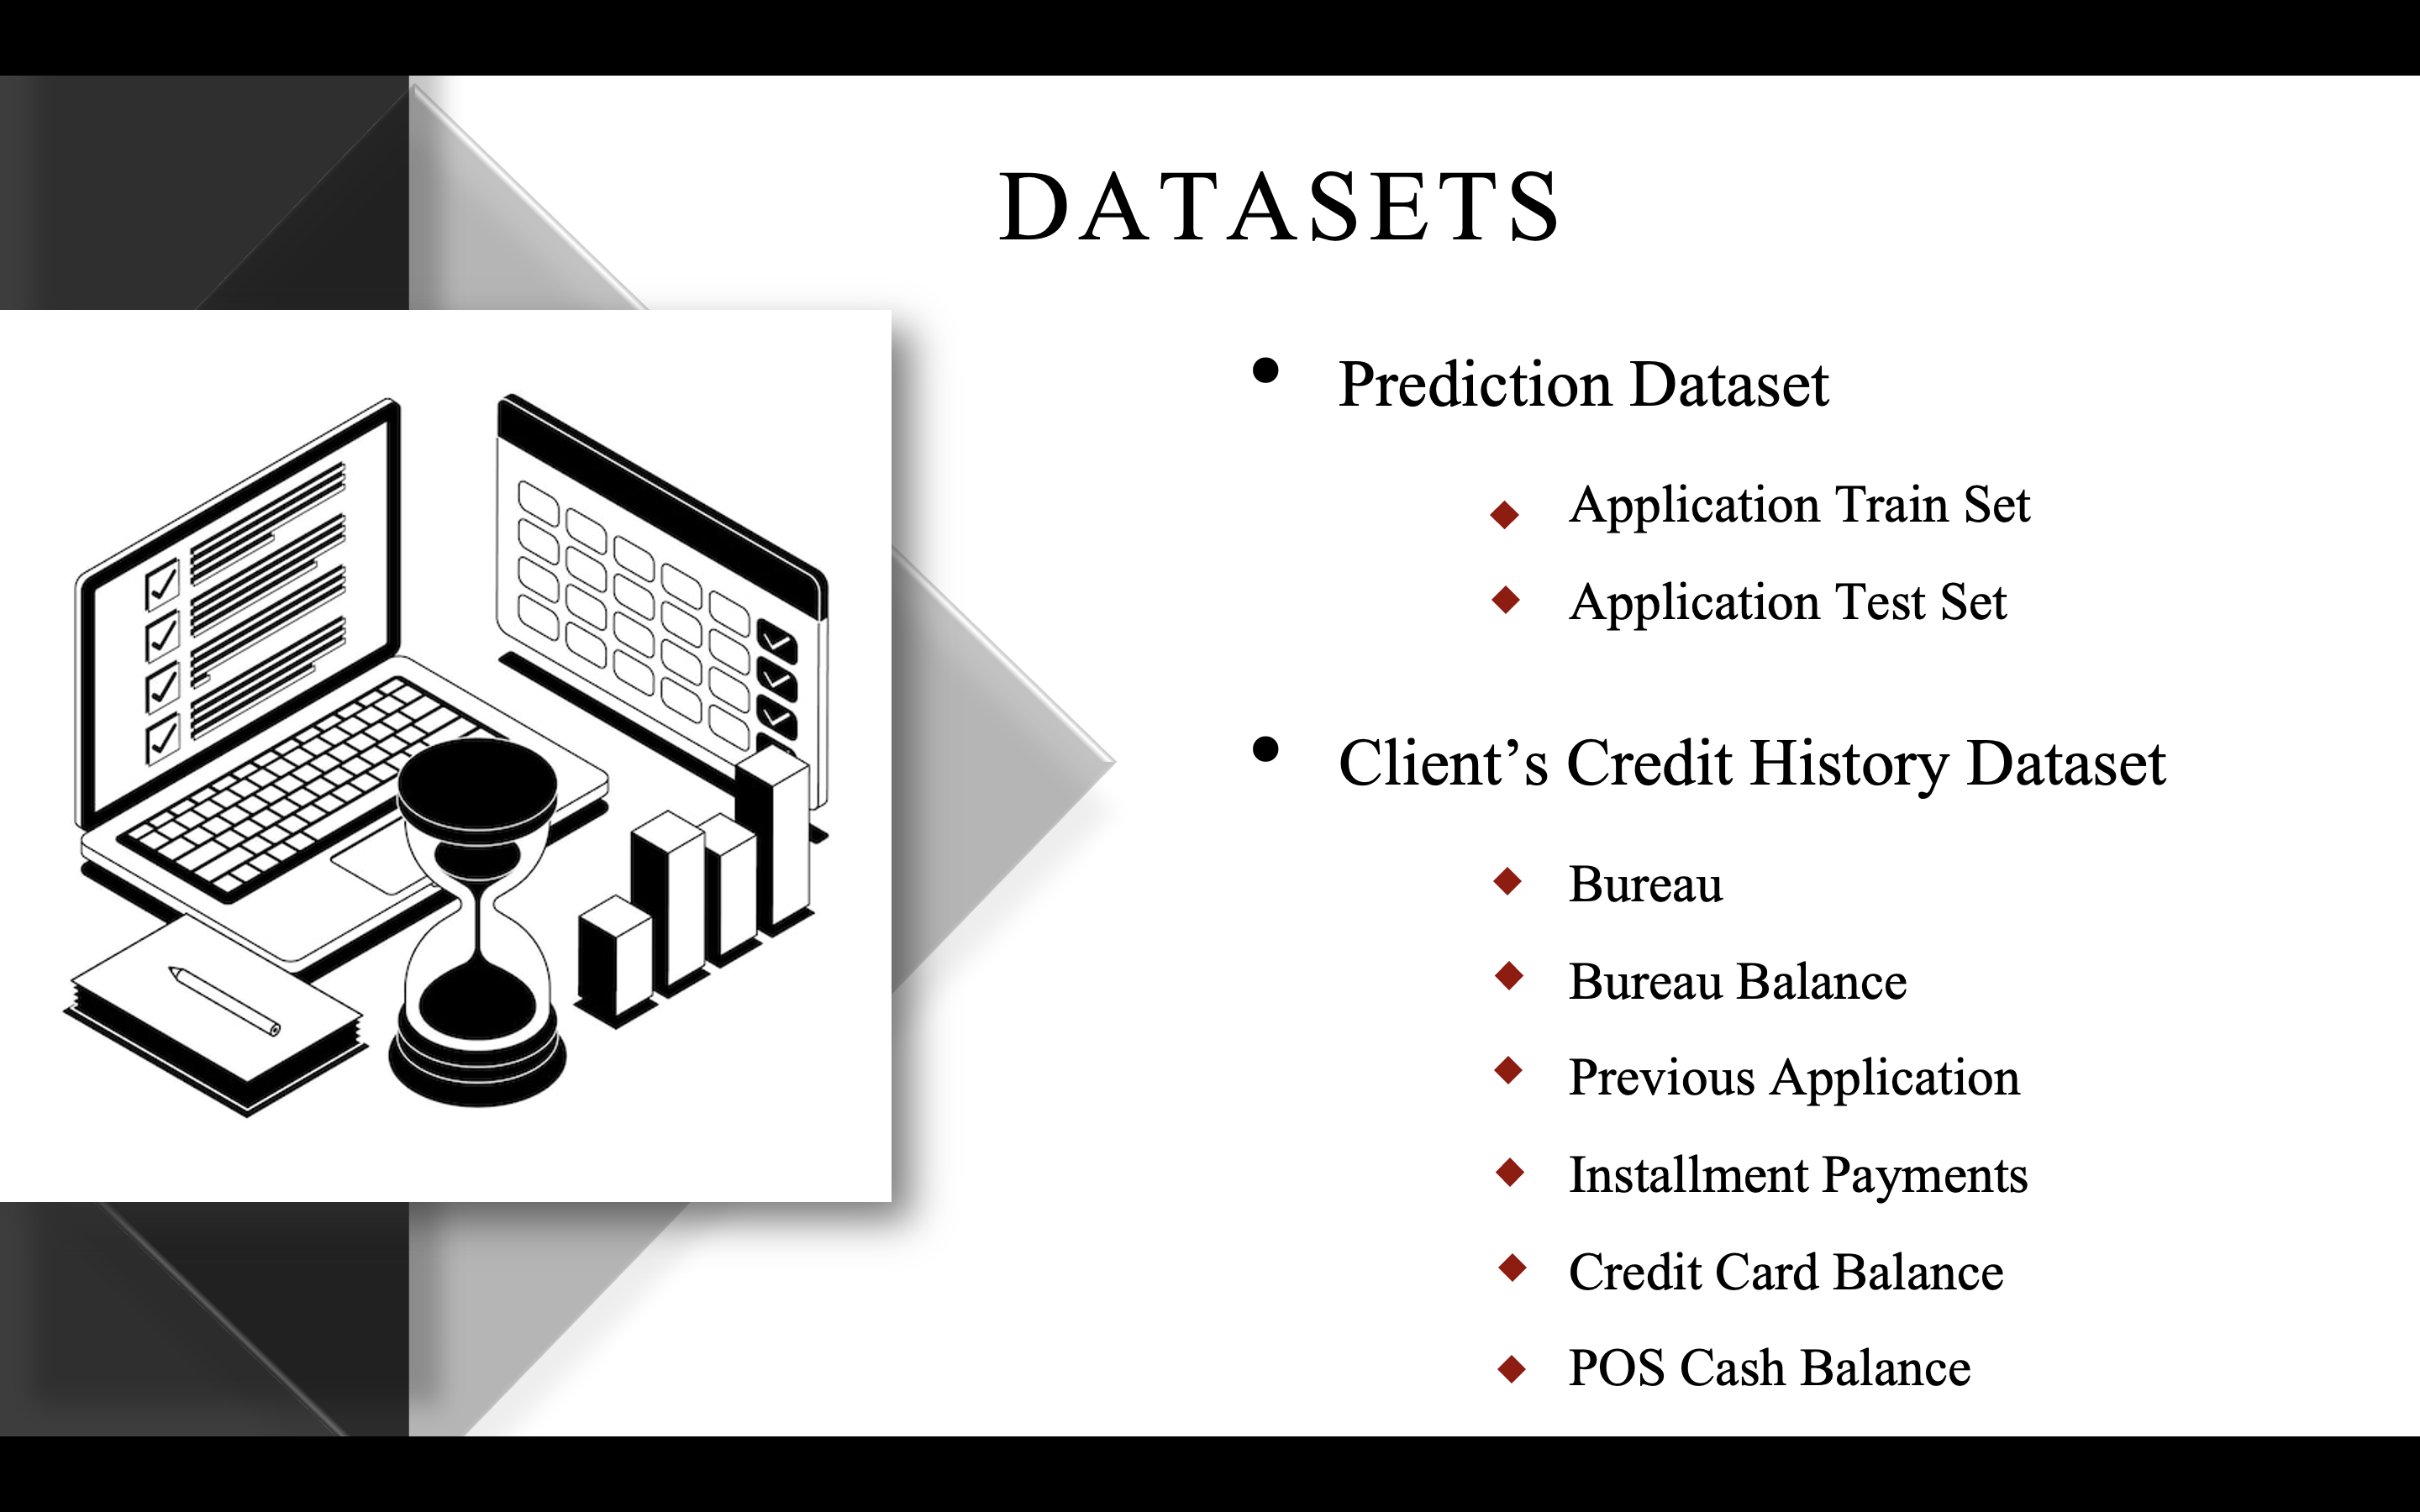 DATASETS
• Prediction Dataset
◆ Application Train Set
◆ Application Test Set
• Client’s Credit History Dataset
◆ Bureau
◆ Bureau Balance
◆ Previous Application
◆ Installment Payments
◆ Credit Card Balance
◆ POS Cash Balance